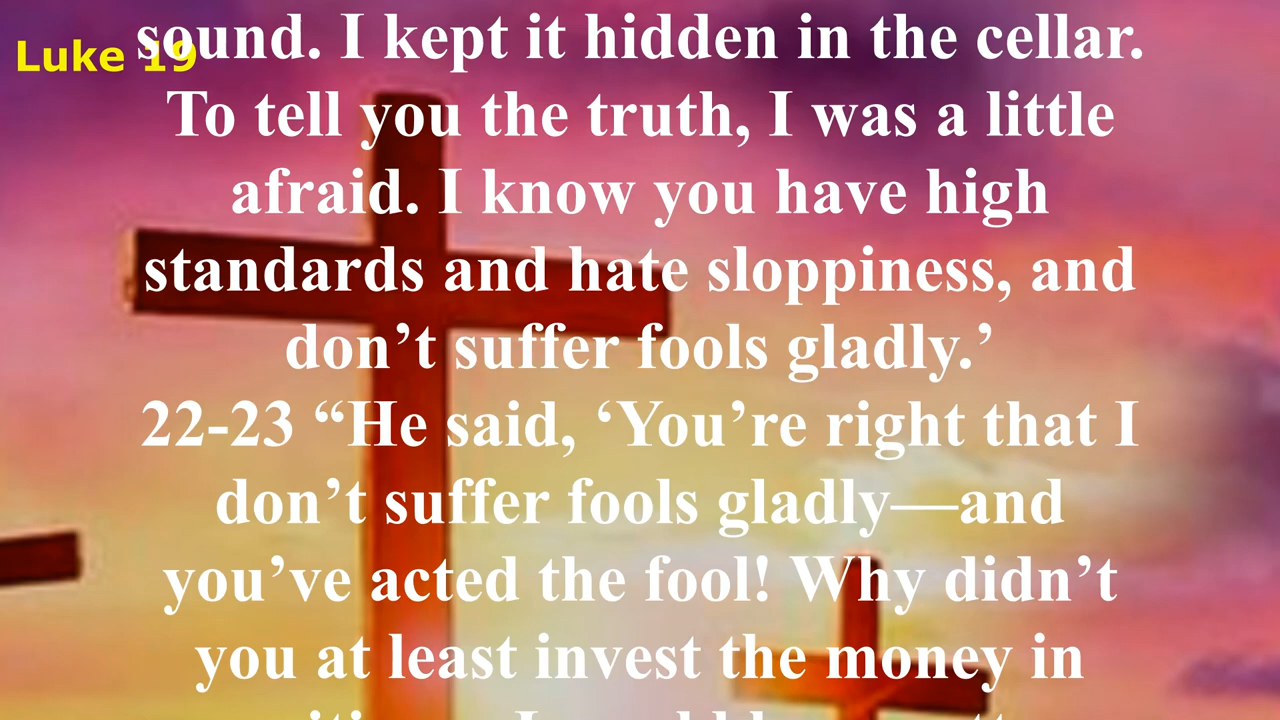 Luke 19
sound. I kept it hidden in the cellar.
To tell you the truth, I was a little
afraid. I know you have high
standards and hate sloppiness, and
don’t suffer fools gladly.’
22-23 “He said, ‘You’re right that I
don’t suffer fools gladly—and
you’ve acted the fool! Why didn’t
you at least invest the money in